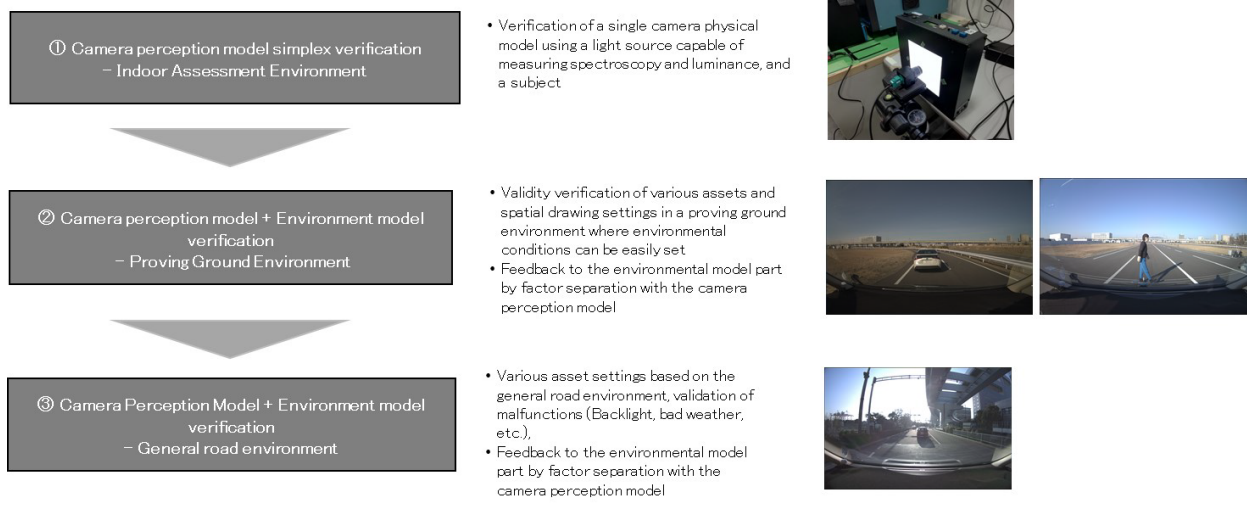 ① Camera perception model simplex verification
– Indoor Assessment Environment
• Verification of a single camera physical
model using a light source capable of
measuring spectroscopy and luminance, and
a subject
② Camera perception model + Environment model
verification
– Proving Ground Environment
• Validity verification of various assets and
spatial drawing settings in a proving ground
environment where environmental
conditions can be easily set
• Feedback to the environmental model part
by factor separation with the camera
perception model
③ Camera Perception Model + Environment model
verification
– General road environment
• Various asset settings based on the
general road environment, validation of
malfunctions (Backlight, bad weather,
etc.),
• Feedback to the environmental model
part by factor separation with the
camera perception model